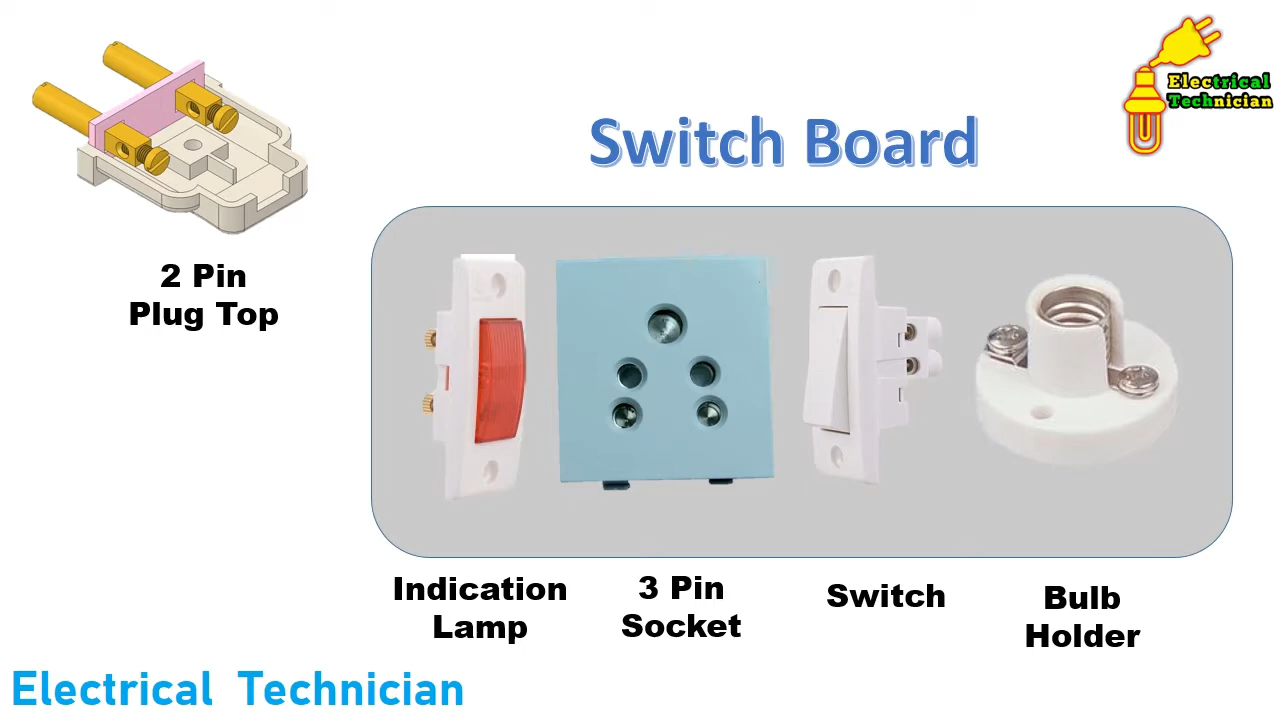 Electrical
Technician
Switch Board
2 Pin
Plug Top
Indication
Lamp
3 Pin
Socket
Switch
Bulb
Holder
Electrical Technician